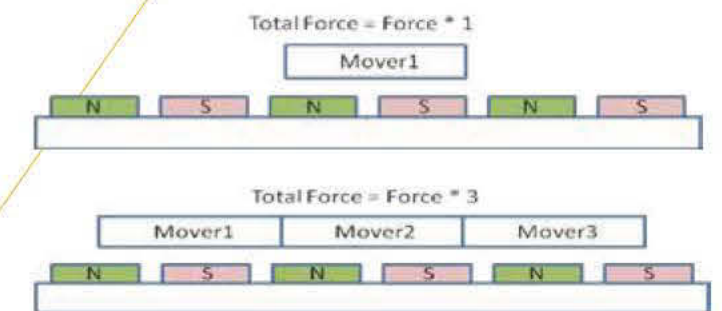 Total Force = Force * 1
Mover1
N S N S N S
Total Force = Force * 3
Mover1 Mover2 Mover3
N S N S N S